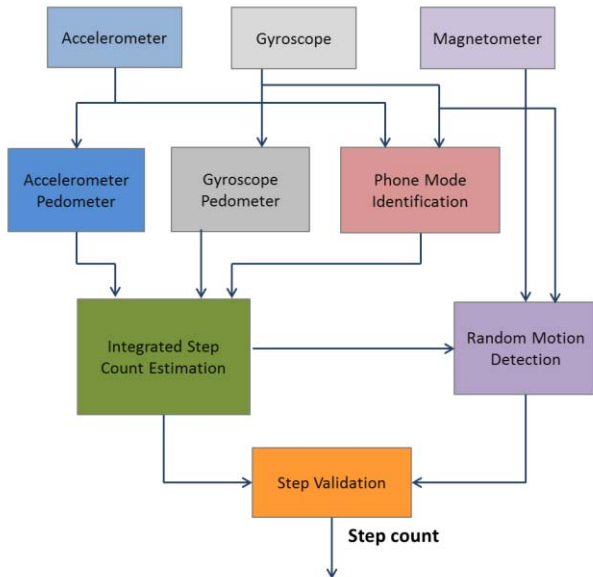 Accelerometer
Gyroscope
Magnetometer
Accelerometer
Pedometer
Gyroscope
Pedometer
Phone Mode
Identification
Integrated Step
Count Estimation
Random Motion
Detection
Step Validation
Step count